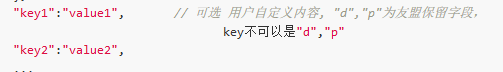 "key1":"value1",        // 可选 用户自定义内容, "d","p"为友盟保留字段,
key不可以是"d","p"
"key2":"value2",
...